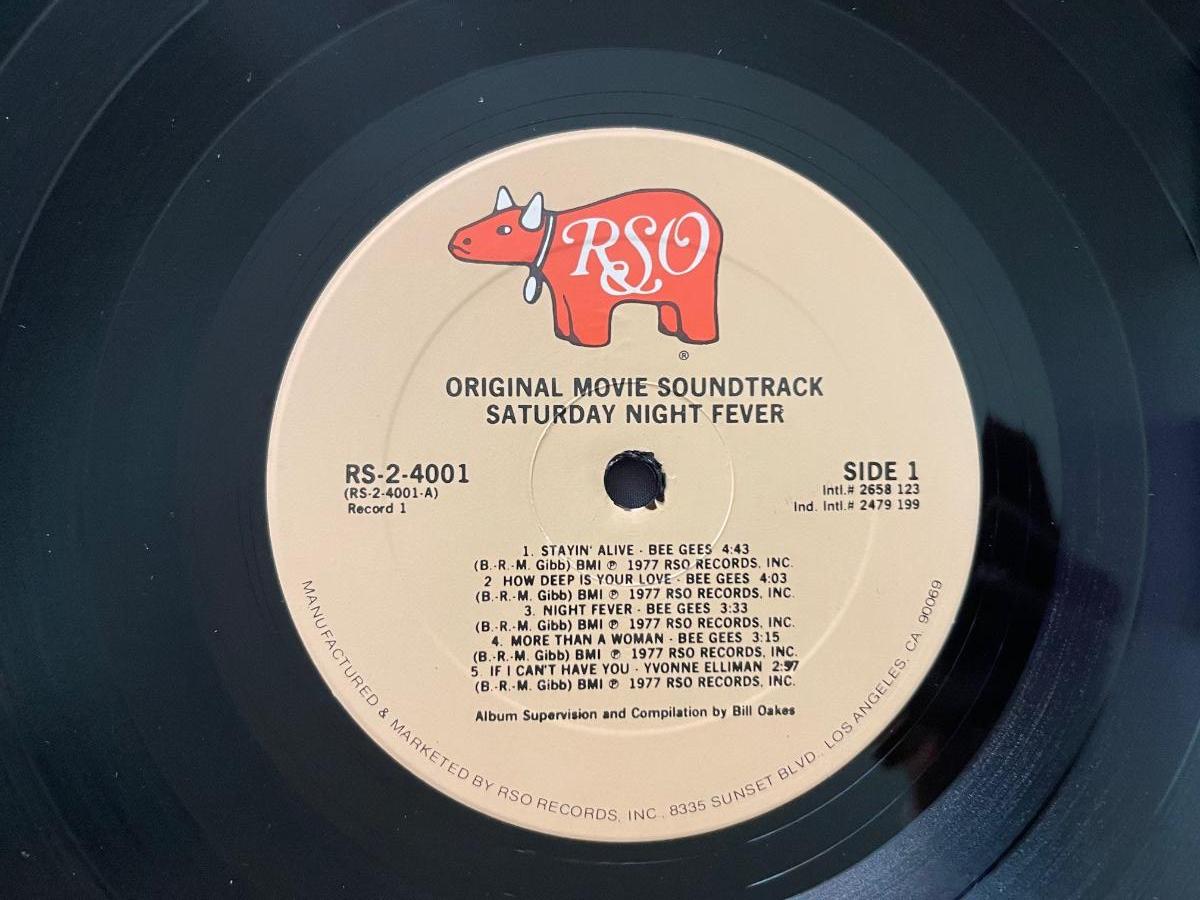 RSO
®
ORIGINAL MOVIE SOUNDTRACK
SATURDAY NIGHT FEVER
RS-2-4001
(RS-2-4001-A)
Record 1
SIDE 1
Intl.# 2658 123
Ind. Intl.# 2479 199
1. STAYIN' ALIVE - BEE GEES 4:43
(B.-R.-M. Gibb) BMI ℗ 1977 RSO RECORDS, INC.
2 HOW DEEP IS YOUR LOVE - BEE GEES 4:03
(B.-R.-M. Gibb) BMI ℗ 1977 RSO RECORDS, INC.
3. NIGHT FEVER - BEE GEES 3:33
(B.-R.-M. Gibb) BMI ℗ 1977 RSO RECORDS, INC.
4. MORE THAN A WOMAN - BEE GEES 3:15
(B.-R.-M. Gibb) BMI ℗ 1977 RSO RECORDS, INC.
5. IF I CAN'T HAVE YOU - YVONNE ELLIMAN 2:57
(B.-R.-M. Gibb) BMI ℗ 1977 RSO RECORDS, INC.
Album Supervision and Compilation by Bill Oakes
MANUFACTURED & MARKETED BY RSO RECORDS, INC., 8335 SUNSET BLVD., LOS ANGELES, CA 90069